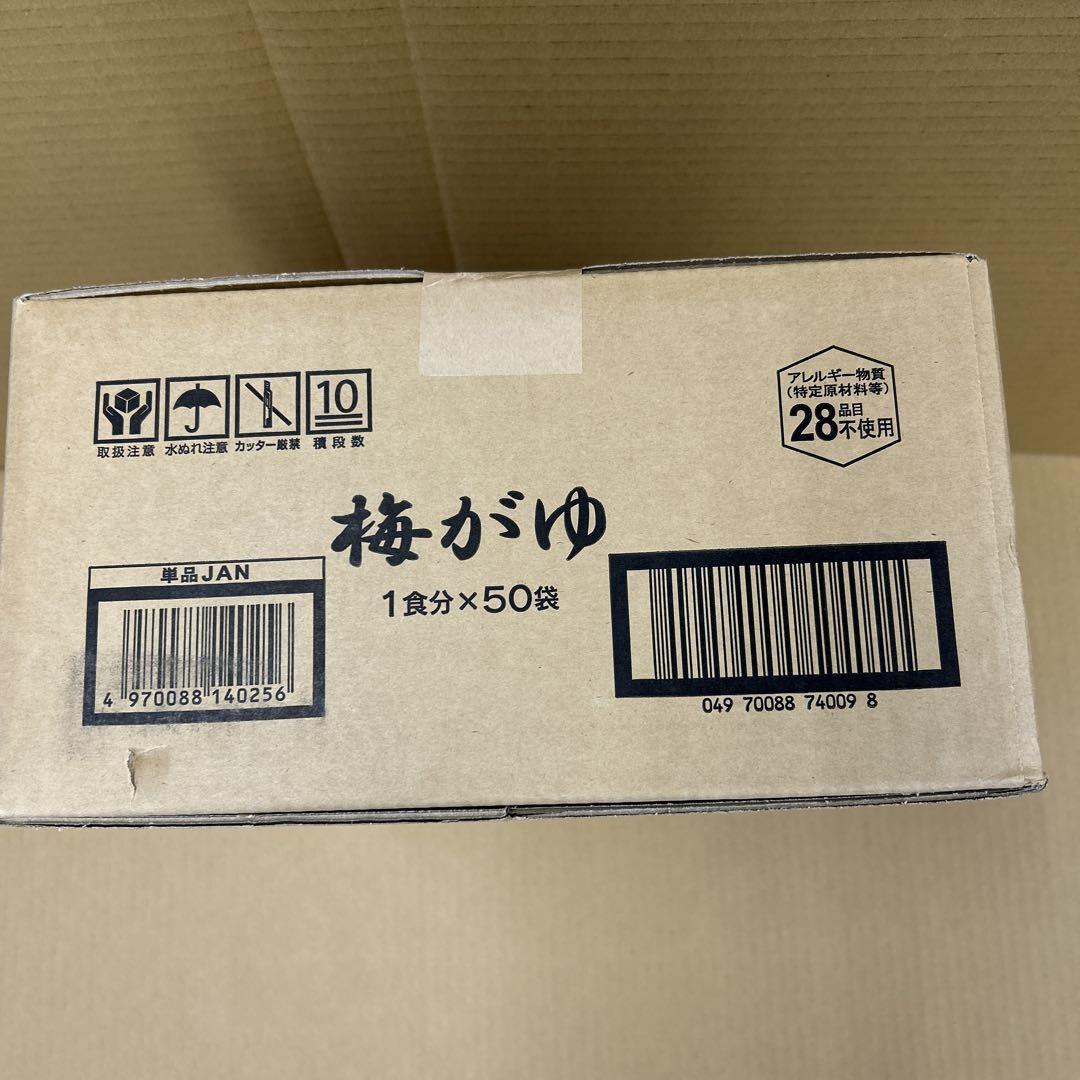 10
取扱注意 水ぬれ注意 カッター厳禁 積段数
アレルギー物質
(特定原材料等)
28品目不使用
梅がゆ
1食分×50袋
単品JAN
4 970088 140256
049 70088 74009 8